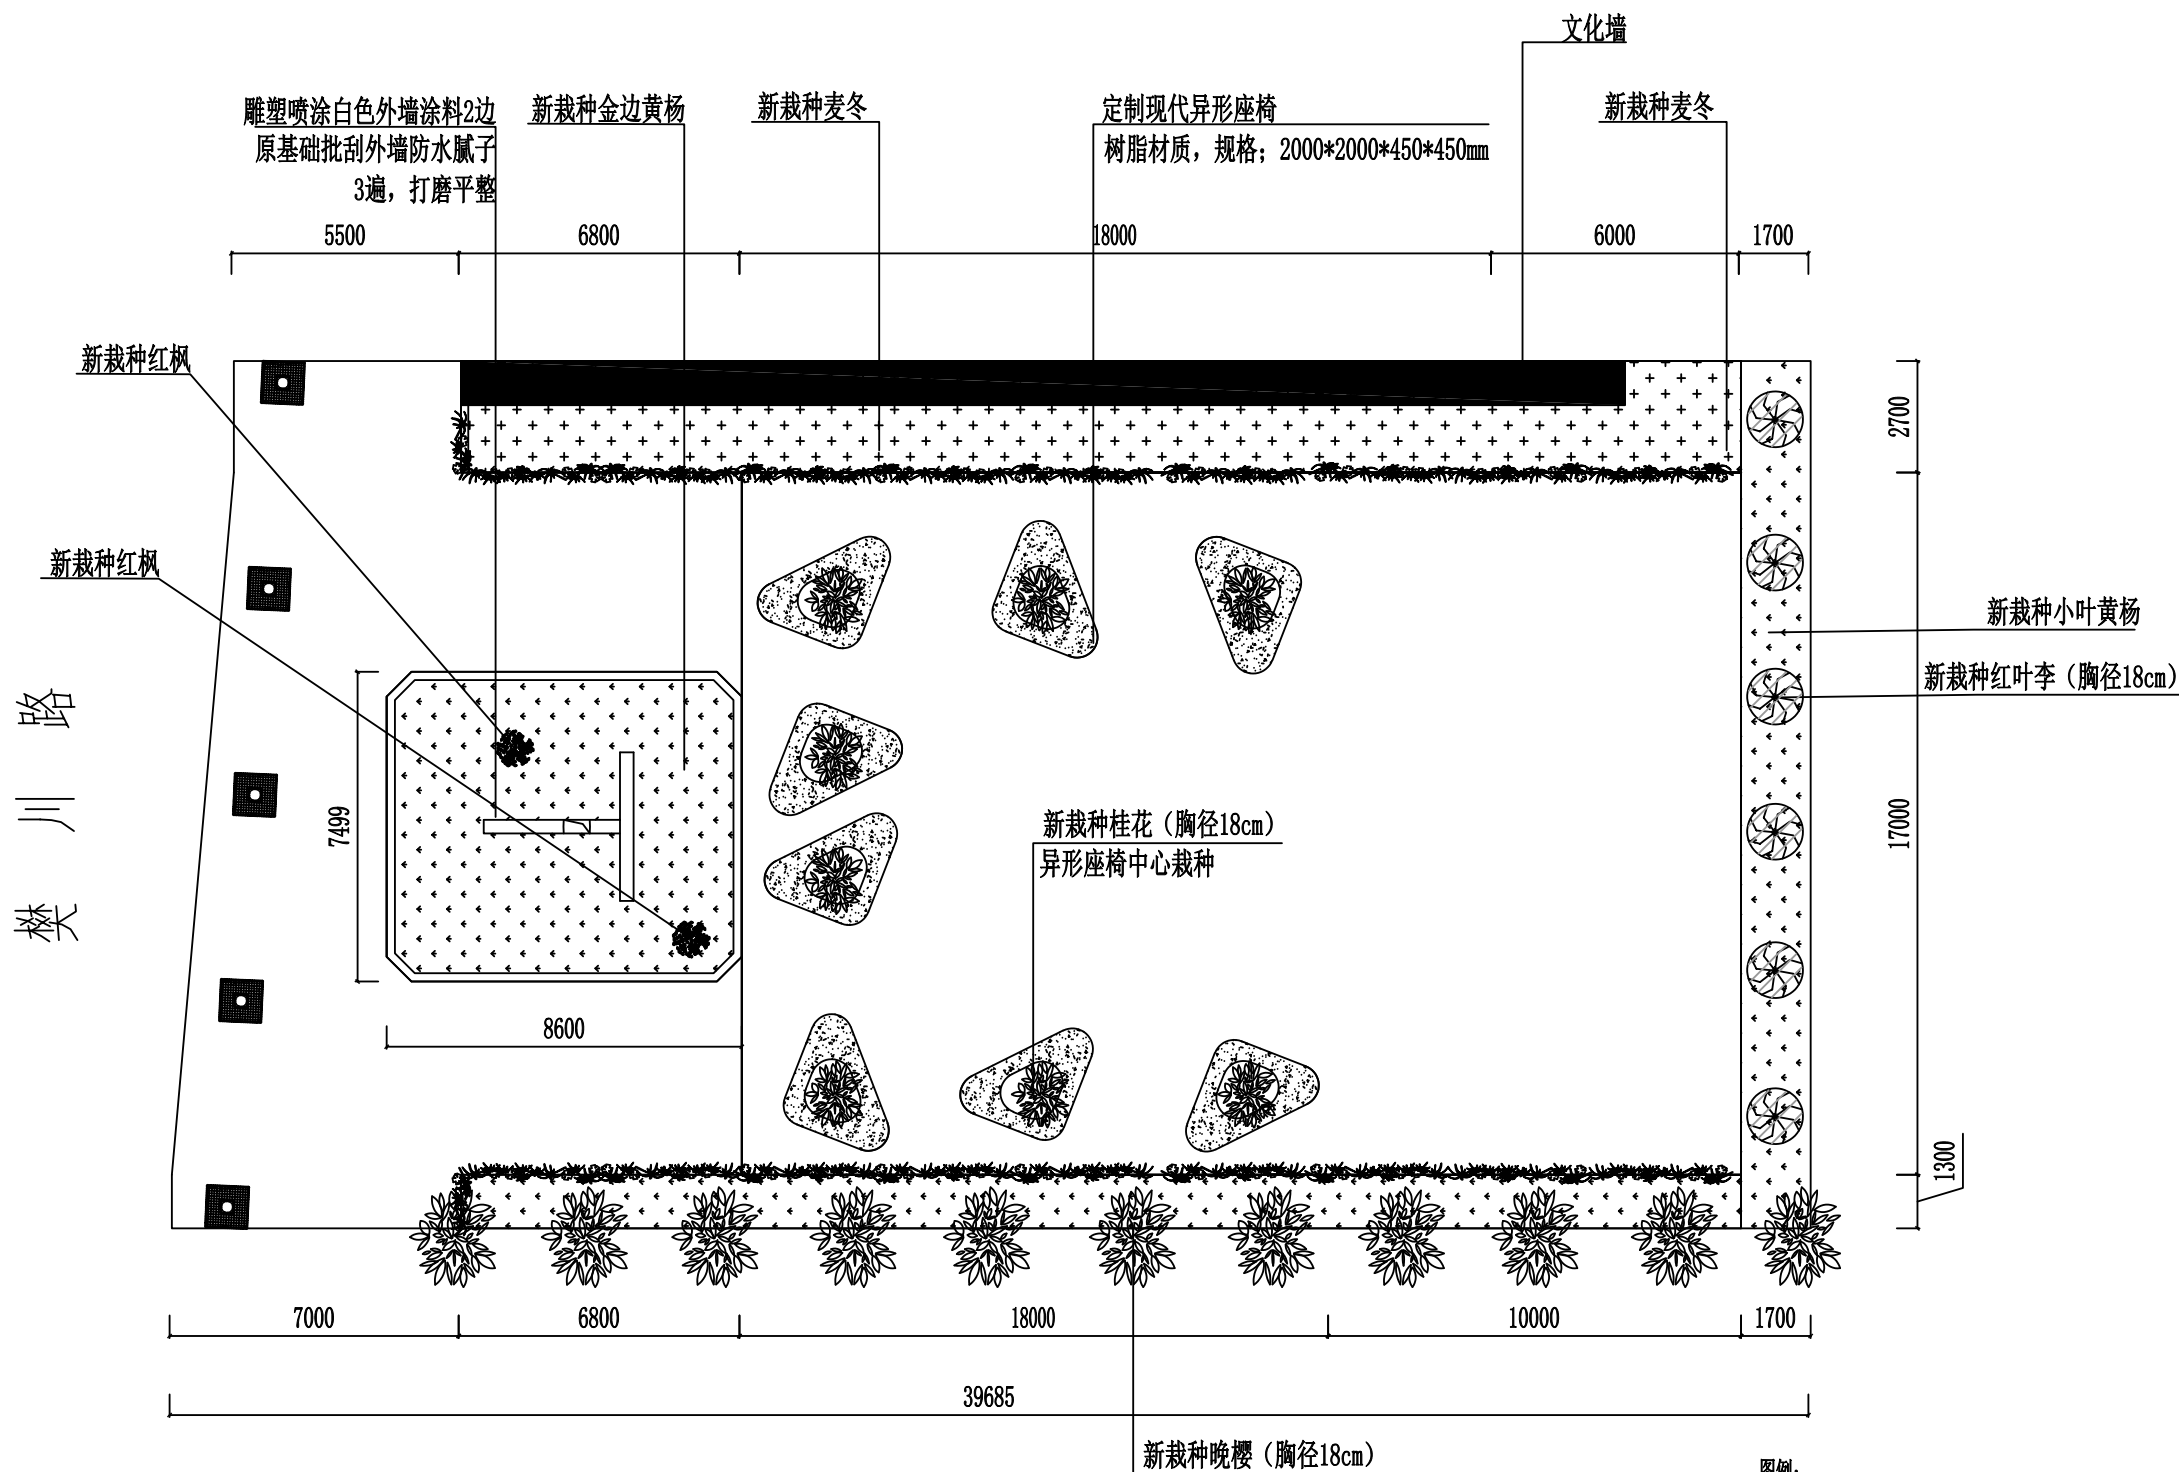 文化墙
雕塑喷涂白色外墙涂料2边
原基础批刮外墙防水腻子
3遍，打磨平整
新栽种金边黄杨
新栽种麦冬
定制现代异形座椅
树脂材质，规格；2000*2000*450*450mm
新栽种麦冬
5500
6800
18000
6000
1700
新栽种红枫
新栽种红枫
2700
17000
1300
新栽种小叶黄杨
新栽种红叶李（胸径18cm）
樊川路
7499
8600
新栽种桂花（胸径18cm）
异形座椅中心栽种
7000
6800
18000
10000
1700
39685
新栽种晚樱（胸径18cm）